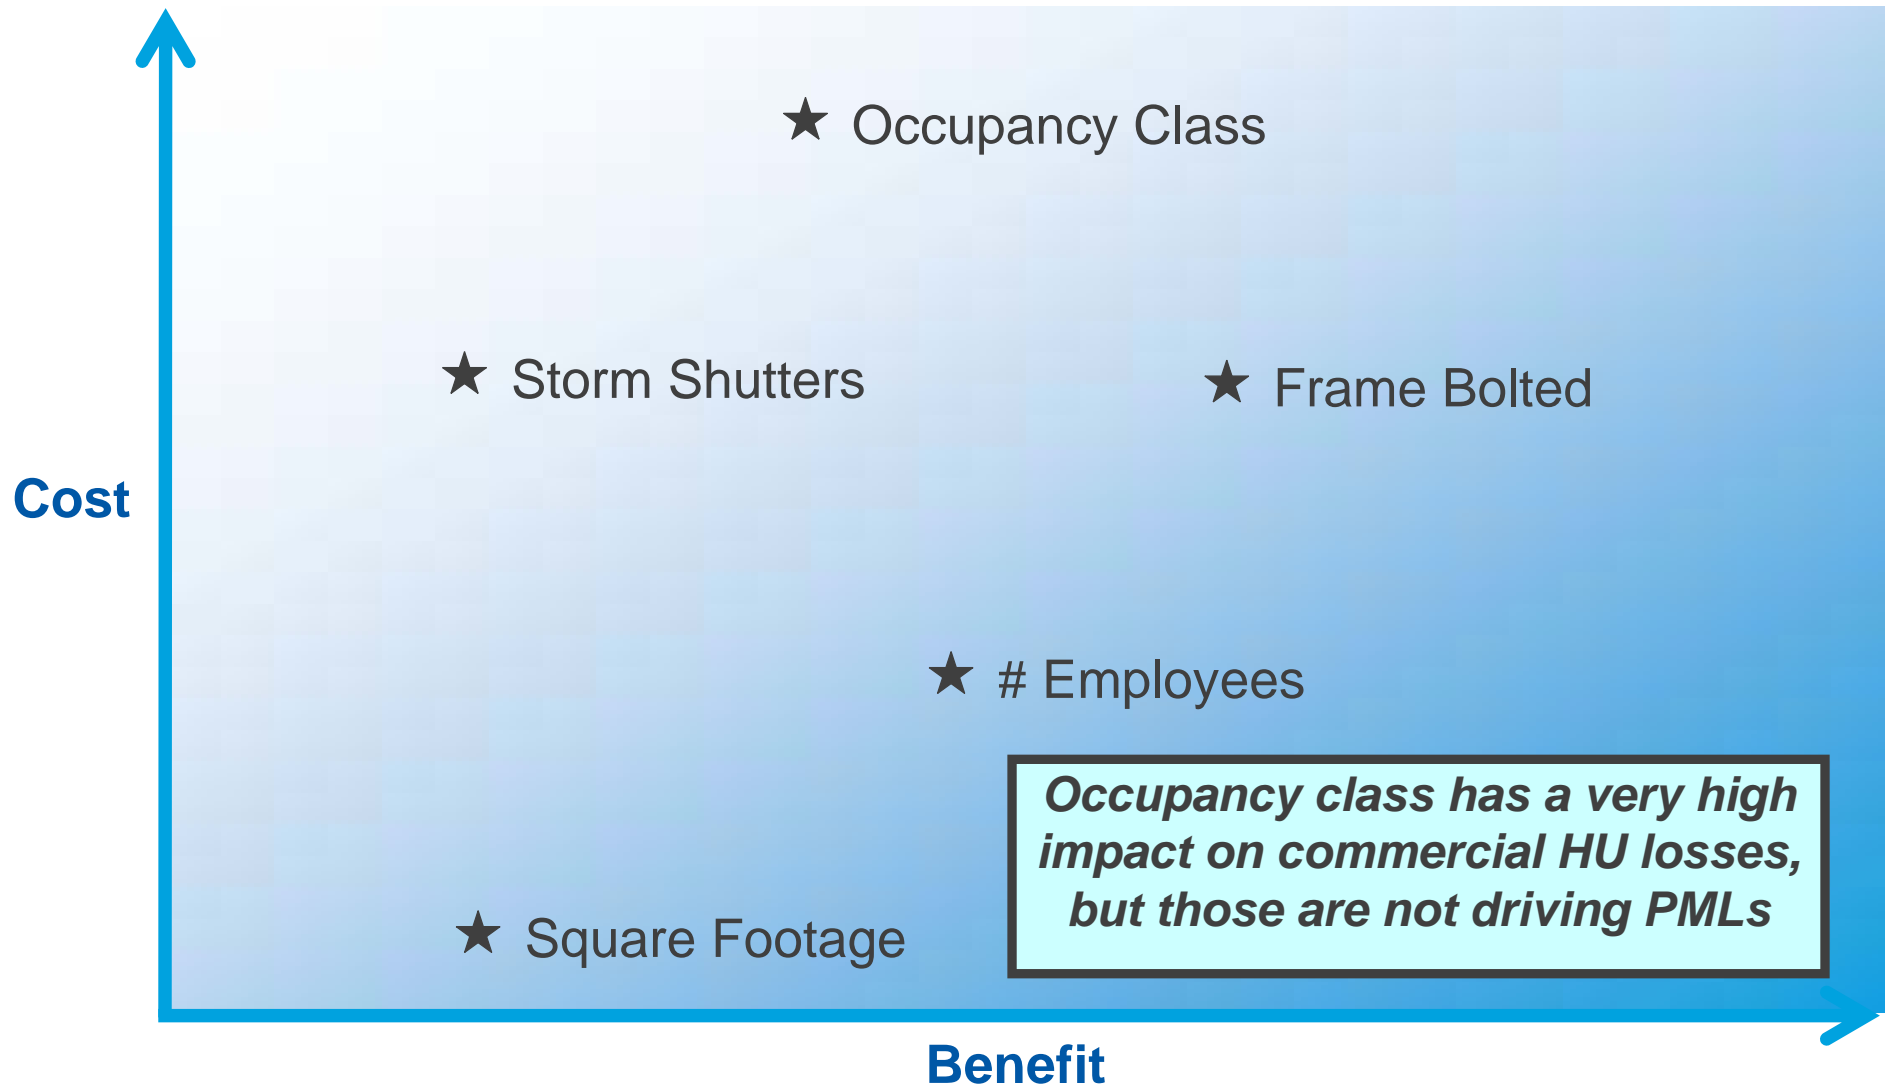 Occupancy Class
Storm Shutters
Frame Bolted
Cost
# Employees
Occupancy class has a very high
impact on commercial HU losses,
but those are not driving PMLs
Square Footage
Benefit